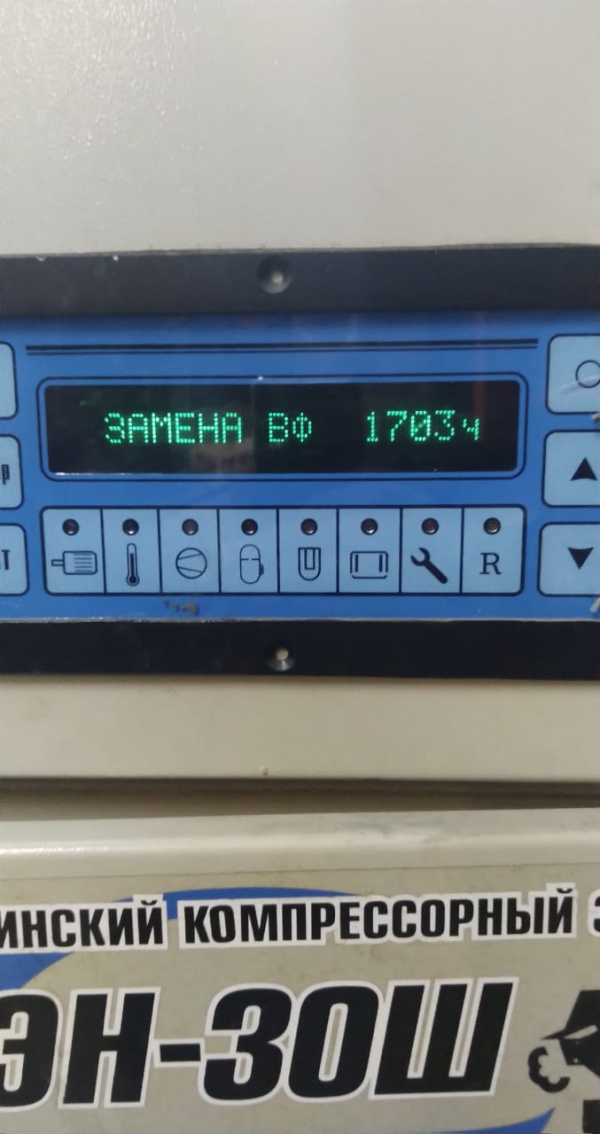 ЗАМЕНА ВФ 1703ч
R
ИНСКИЙ КОМПРЕССОРНЫЙ З
ЭН-30Ш